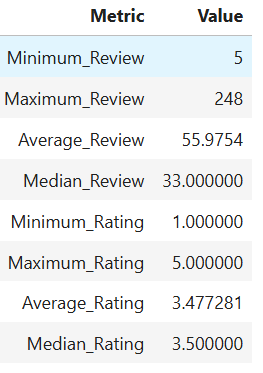 Metric Value
Minimum_Review 5
Maximum_Review 248
Average_Review 55.9754
Median_Review 33.000000
Minimum_Rating 1.000000
Maximum_Rating 5.000000
Average_Rating 3.477281
Median_Rating 3.500000